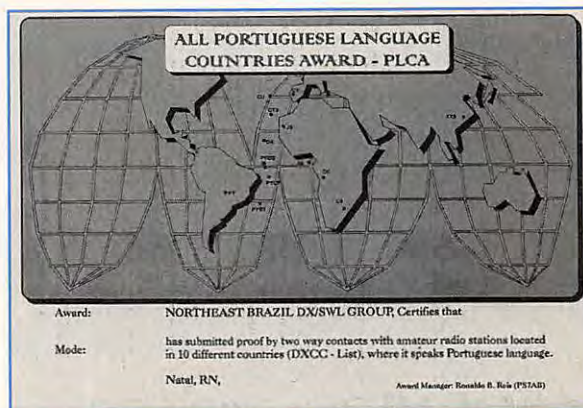 ALL PORTUGUESE LANGUAGE
COUNTRIES AWARD - PLCA
Award: NORTHEAST BRAZIL DX/SWL GROUP, Certifies that
Mode: has submitted proof by two way contacts with amateur radio stations located
in 10 different countries (DXCC - List), where it speaks Portuguese language.
Natal, RN, Award Manager: Ronaldo B. Reis (PS7AB)